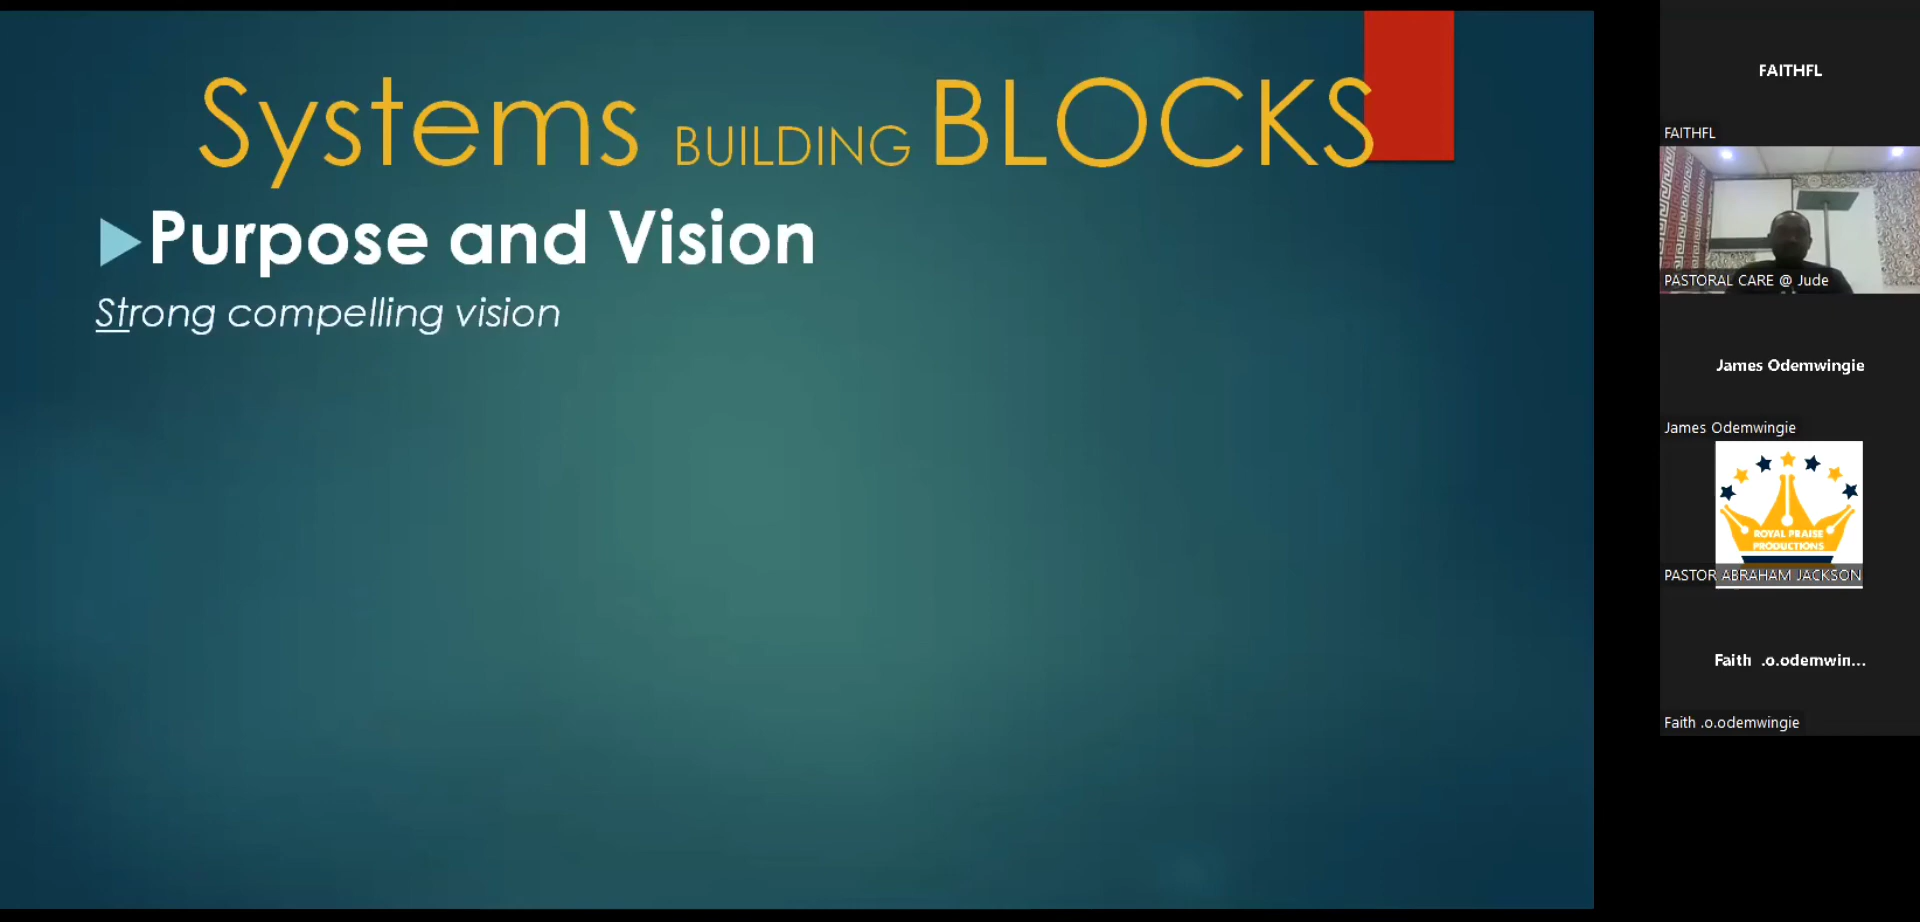 Systems BUILDING BLOCKS
Purpose and Vision
Strong compelling vision
FAITHFL
FAITHFL
PASTORAL CARE @ Jude
James Odemwingie
James Odemwingie
ROYAL PRAISE
PRODUCTIONS
PASTOR ABRAHAM JACKSON
Faith .o.odemwin...
Faith .o.odemwingie